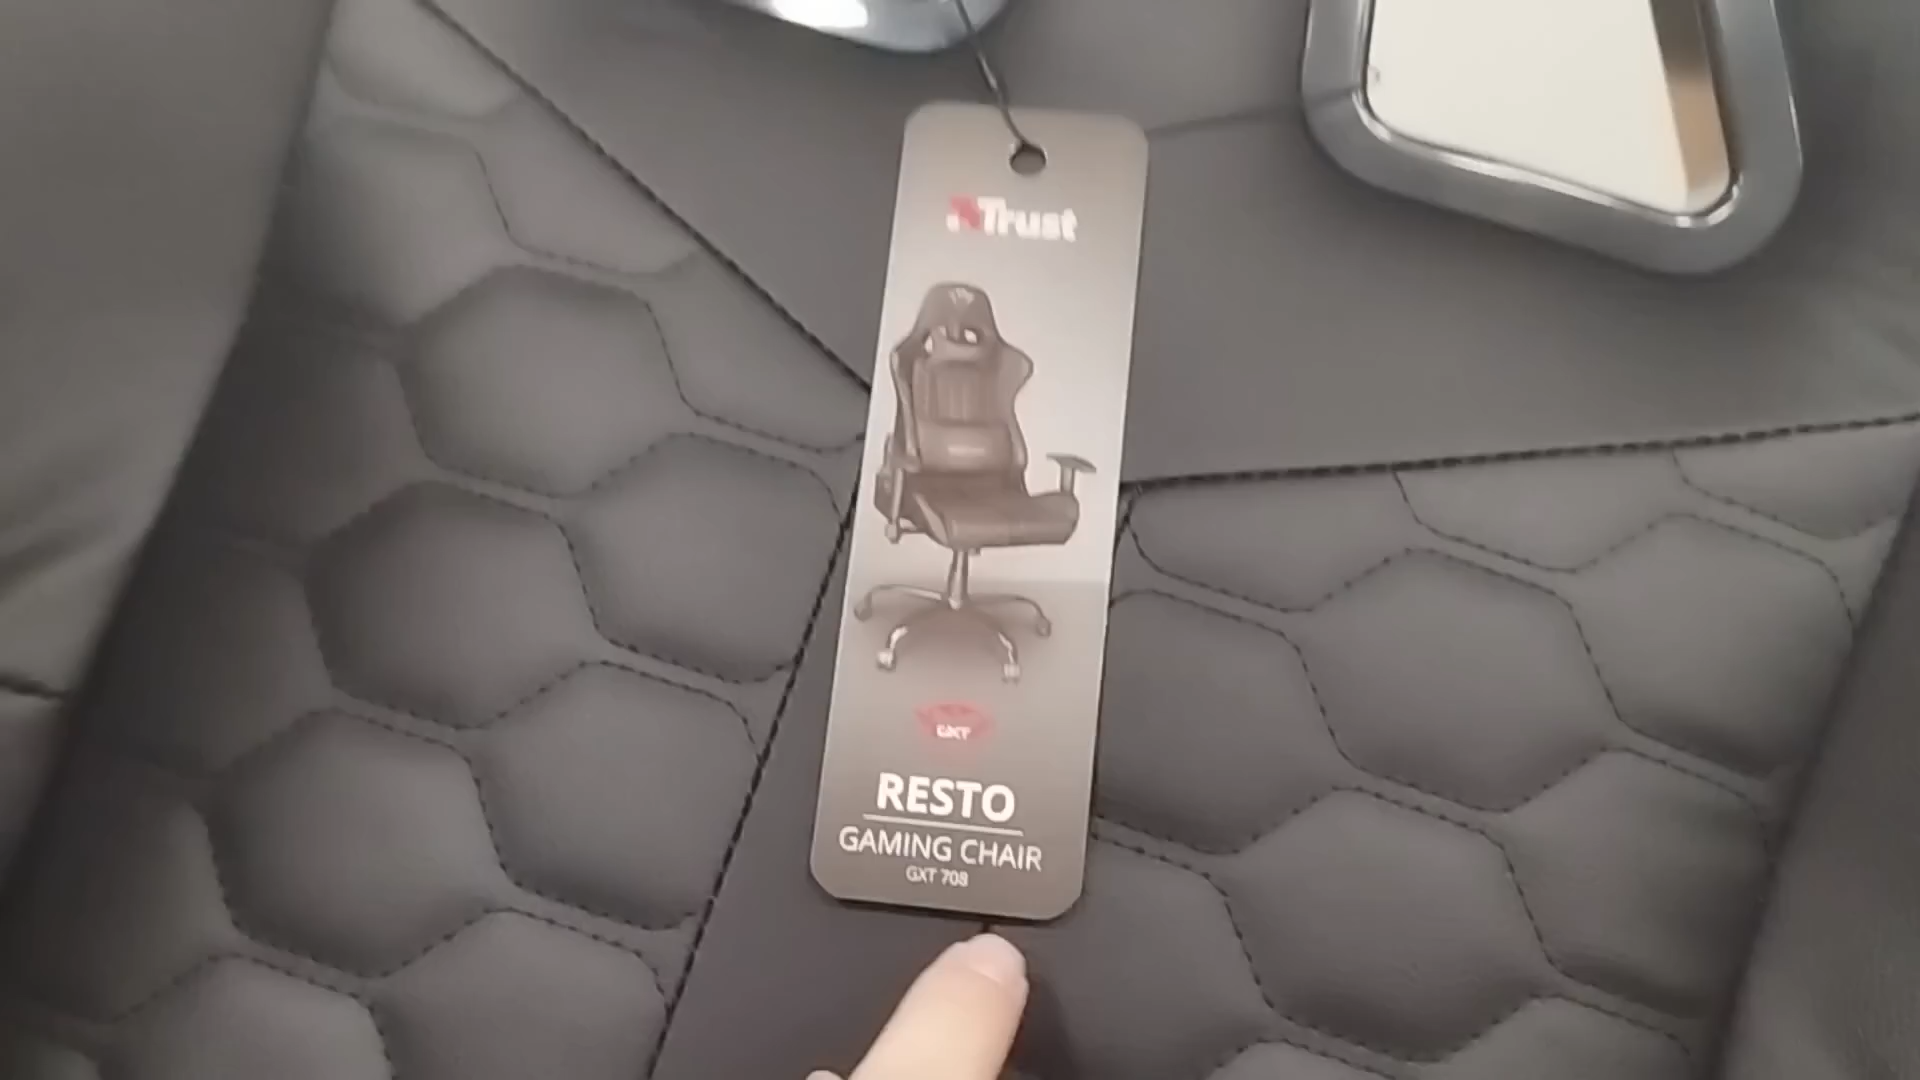 Trust
GXT
RESTO
GAMING CHAIR
GXT 708